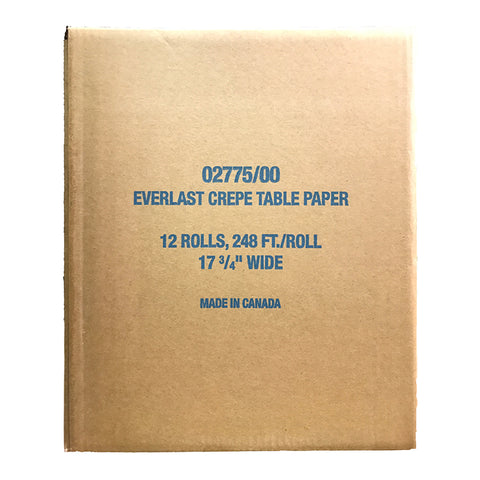 02775/00
EVERLAST CREPE TABLE PAPER
12 ROLLS, 248 FT./ROLL
17 ¾" WIDE
MADE IN CANADA